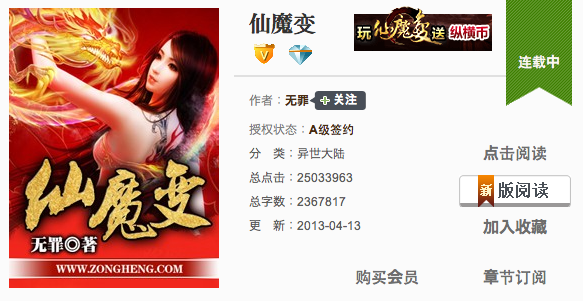 仙魔变
无罪◎著
WWW.ZONGHENG.COM
仙魔变
玩仙魔变送纵横币
V
连载中
作者：无罪 关注
授权状态：A级签约
分　类：异世大陆
总点击：25033963
总字数：2367817
更　新：2013-04-13
点击阅读
新版阅读
加入收藏
购买会员
章节订阅